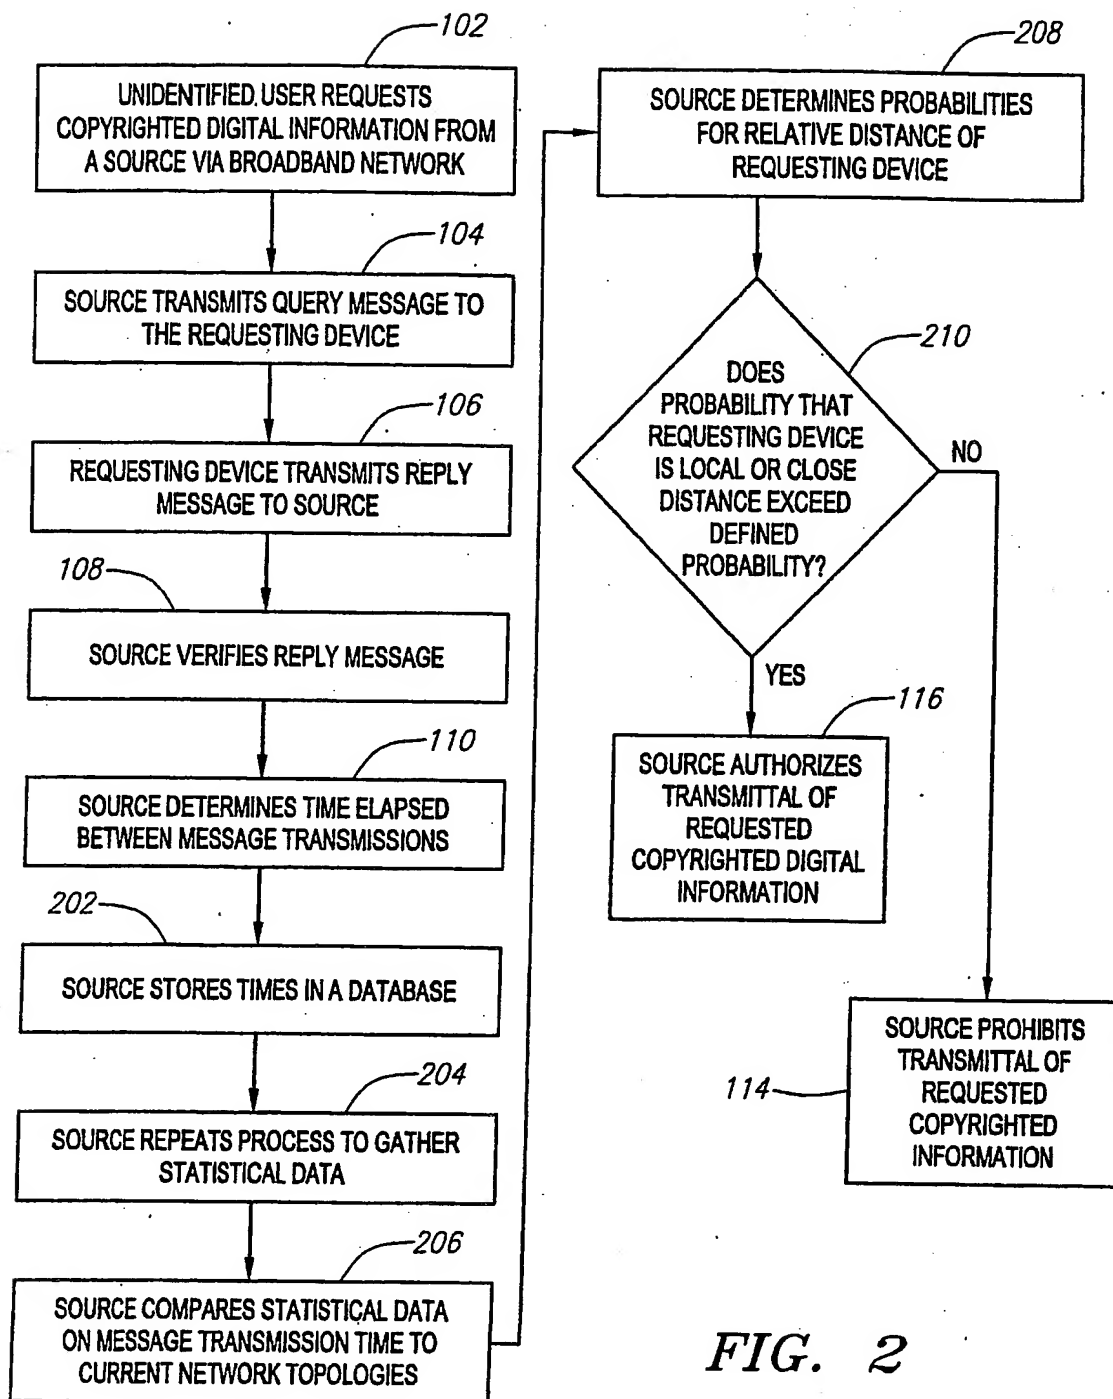 102
UNIDENTIFIED USER REQUESTS
COPYRIGHTED DIGITAL INFORMATION FROM
A SOURCE VIA BROADBAND NETWORK
104
SOURCE TRANSMITS QUERY MESSAGE TO
THE REQUESTING DEVICE
106
REQUESTING DEVICE TRANSMITS REPLY
MESSAGE TO SOURCE
108
SOURCE VERIFIES REPLY MESSAGE
110
SOURCE DETERMINES TIME ELAPSED
BETWEEN MESSAGE TRANSMISSIONS
202
SOURCE STORES TIMES IN A DATABASE
204
SOURCE REPEATS PROCESS TO GATHER
STATISTICAL DATA
206
SOURCE COMPARES STATISTICAL DATA
ON MESSAGE TRANSMISSION TIME TO
CURRENT NETWORK TOPOLOGIES
208
SOURCE DETERMINES PROBABILITIES
FOR RELATIVE DISTANCE OF
REQUESTING DEVICE
210
DOES
PROBABILITY THAT
REQUESTING DEVICE
IS LOCAL OR CLOSE
DISTANCE EXCEED
DEFINED
PROBABILITY?
NO
YES
116
SOURCE AUTHORIZES
TRANSMITTAL OF
REQUESTED
COPYRIGHTED DIGITAL
INFORMATION
114
SOURCE PROHIBITS
TRANSMITTAL OF
REQUESTED
COPYRIGHTED
INFORMATION
FIG. 2